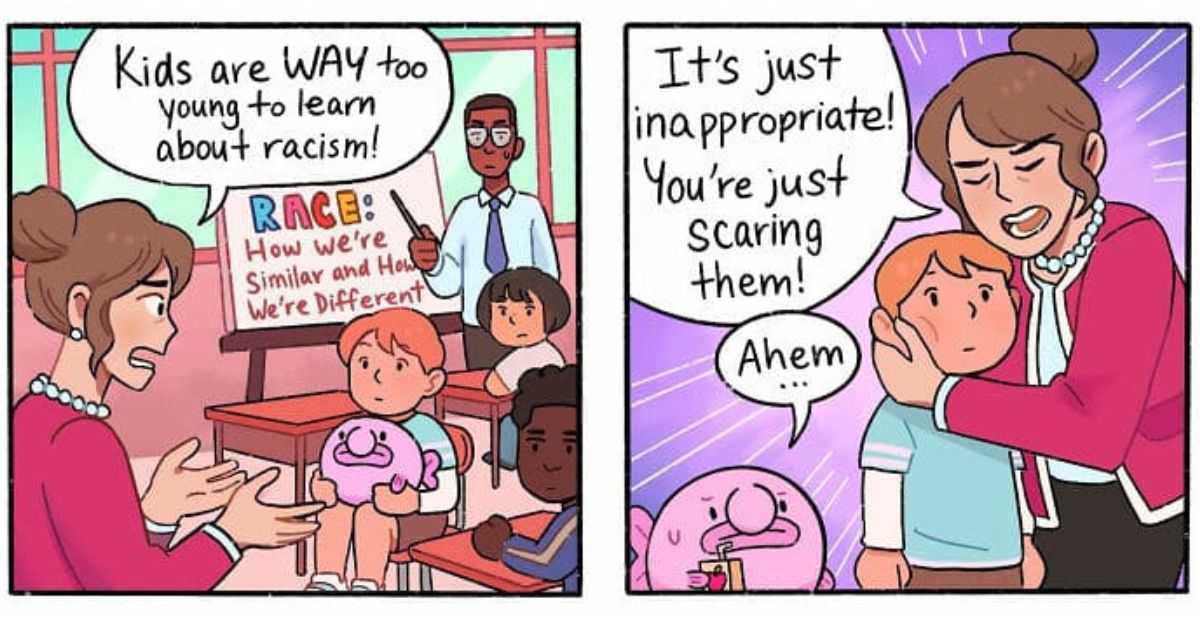 Kids are WAY too
young to learn
about racism!
RACE:
How we're
Similar and How
We're Different
It's just
inappropriate!
You're just
scaring
them!
Ahem
...